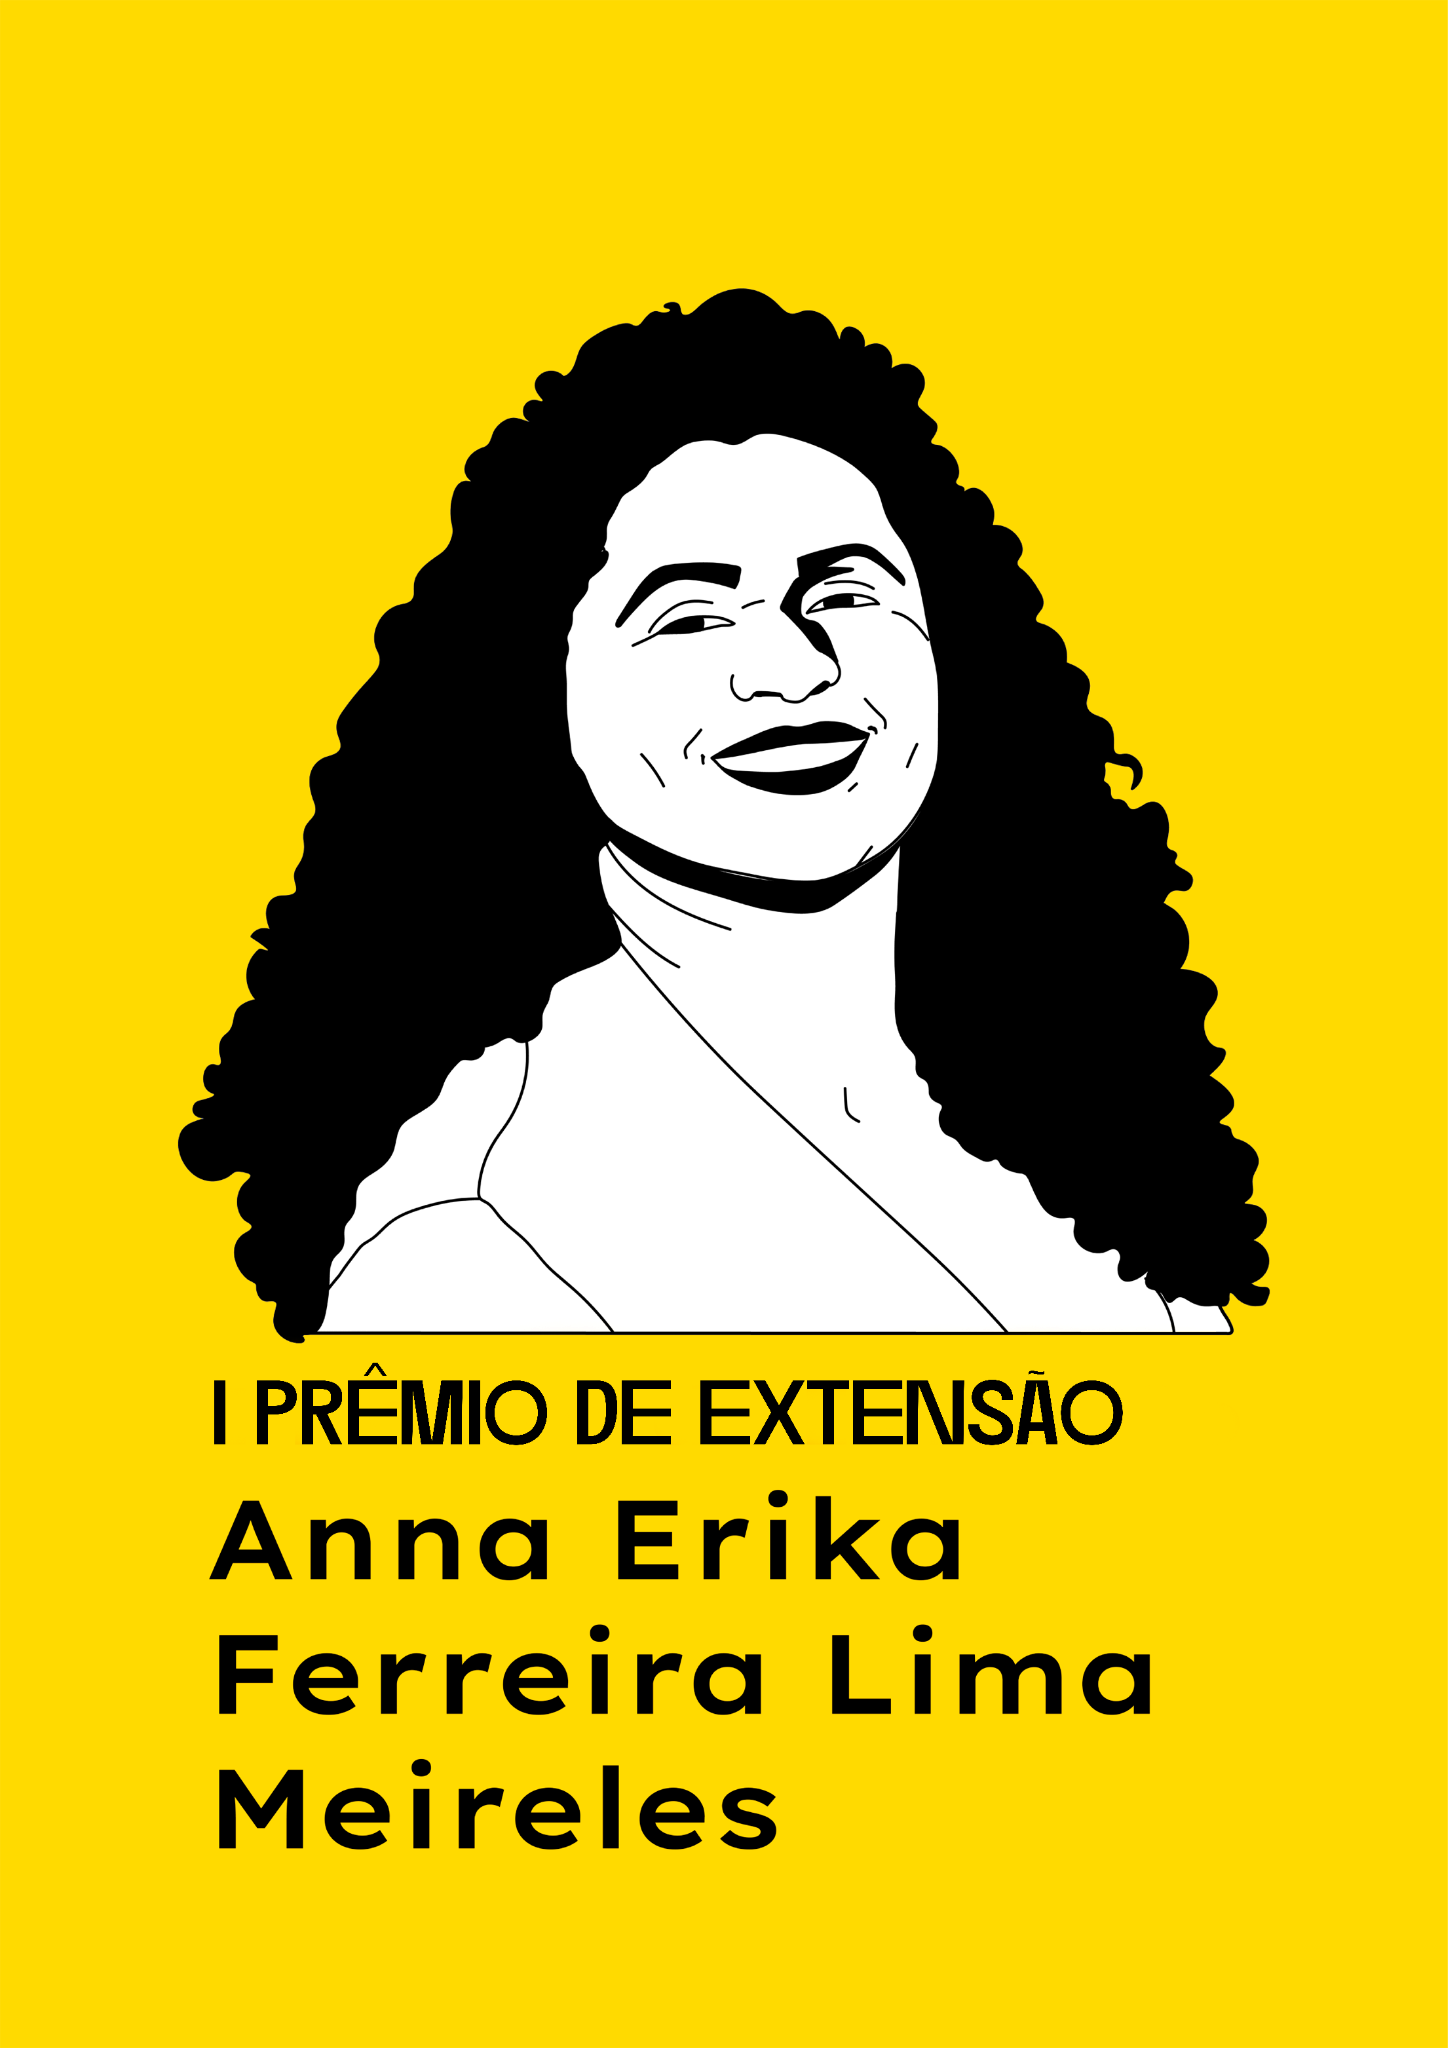 I PRÊMIO DE EXTENSÃO
Anna Erika
Ferreira Lima
Meireles